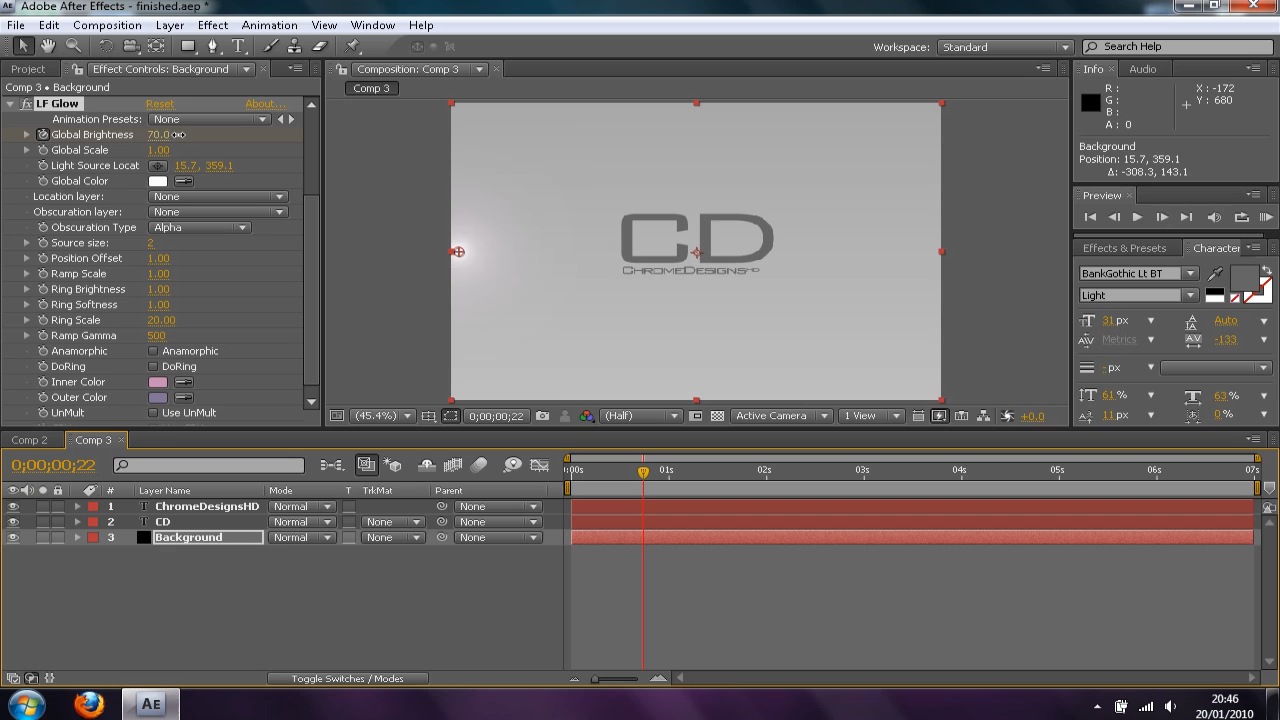 Adobe After Effects - finished.aep *
File Edit Composition Layer Effect Animation View Window Help
Workspace: Standard Search Help
Project Effect Controls: Background Composition: Comp 3 Info Audio
Comp 3 • Background
Comp 3
LF Glow Reset About...
Animation Presets: None
Global Brightness 70.0
Global Scale 1.00
Light Source Locat 15.7, 359.1
Global Color
Location layer: None
Obscuration layer: None
Obscuration Type Alpha
Source size: 2
Position Offset 1.00
Ramp Scale 1.00
Ring Brightness 1.00
Ring Softness 1.00
Ring Scale 20.00
Ramp Gamma 500
Anamorphic Anamorphic
DoRing DoRing
Inner Color
Outer Color
UnMult Use UnMult
CD
ChromeDesignsHD
R :
G :
B :
A : 0
X : -172
Y : 680
Background
Position: 15.7, 359.1
Δ: -308.3, 143.1
Preview
Effects & Presets Character
BankGothic Lt BT
Light
31 px Auto
Metrics -133
- px
61 % 63 %
11 px 0 %
(45.4%) 0;00;00;22 (Half) Active Camera 1 View +0.0
Comp 2 Comp 3
0;00;00;22
:00s 01s 02s 03s 04s 05s 06s 07s
# Layer Name Mode T TrkMat Parent
1 T ChromeDesignsHD Normal None
2 T CD Normal None None
3 Background Normal None None
Toggle Switches / Modes
AE
20:46
20/01/2010